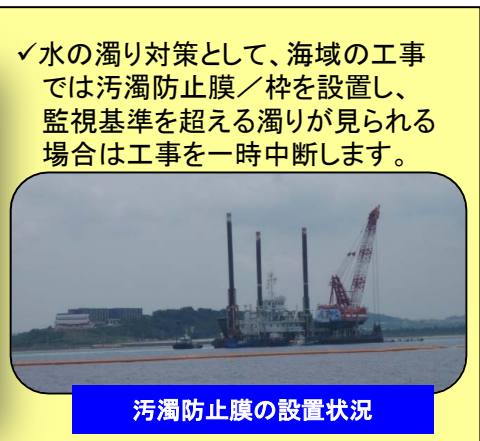 ✓水の濁り対策として、海域の工事
では汚濁防止膜／枠を設置し、
監視基準を超える濁りが見られる
場合は工事を一時中断します。
汚濁防止膜の設置状況